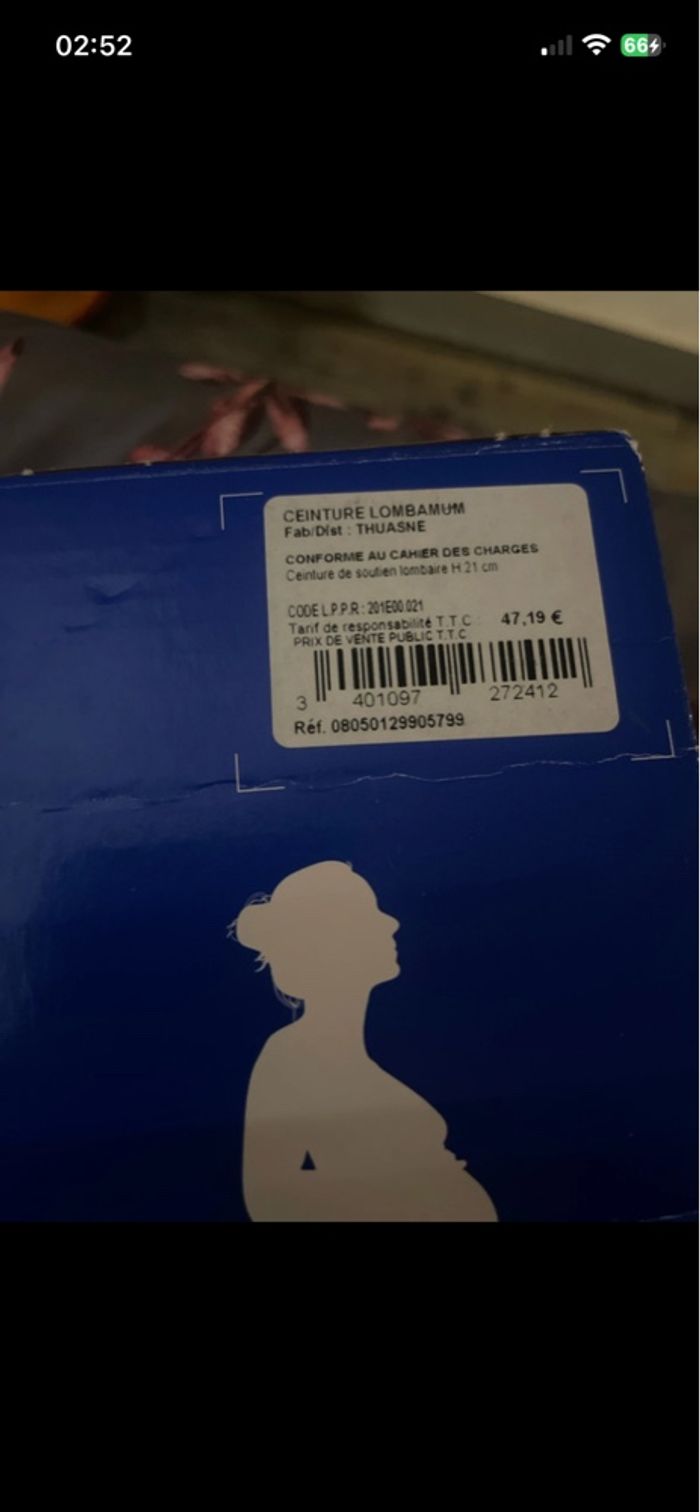 02:52
66
CEINTURE LOMBAMUM
Fab/Dist : THUASNE
CONFORME AU CAHIER DES CHARGES
Ceinture de soutien lombaire H 21 cm
CODE L.P.P.R : 201E00.021
Tarif de responsabilité T.T.C : 47,19 €
PRIX DE VENTE PUBLIC T.T.C
3 401097 272412
Réf. 08050129905799